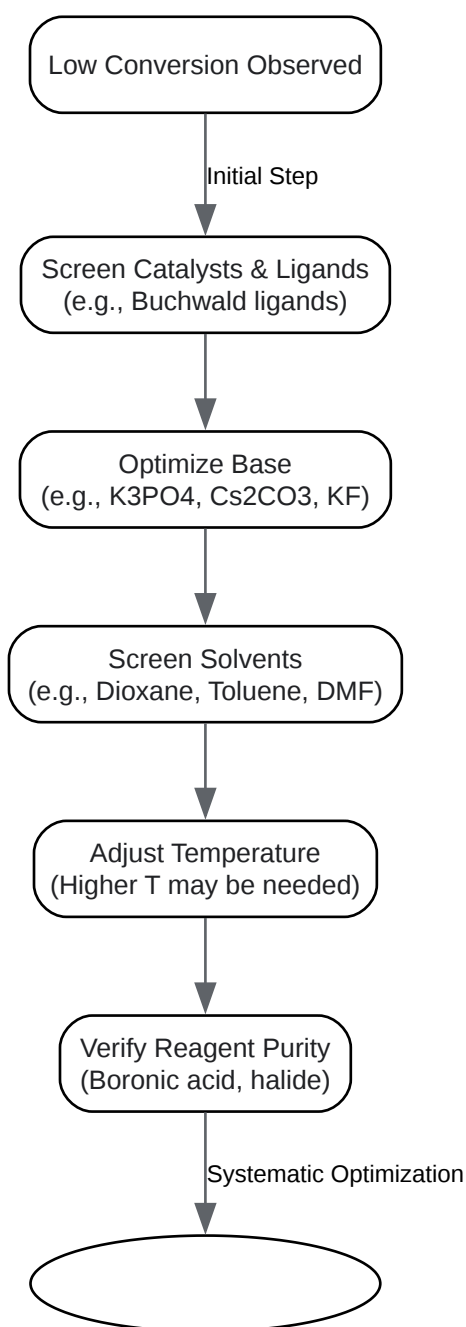 Low Conversion Observed
Initial Step
Screen Catalysts & Ligands
(e.g., Buchwald ligands)
Optimize Base
(e.g., K3PO4, Cs2CO3, KF)
Screen Solvents
(e.g., Dioxane, Toluene, DMF)
Adjust Temperature
(Higher T may be needed)
Verify Reagent Purity
(Boronic acid, halide)
Systematic Optimization